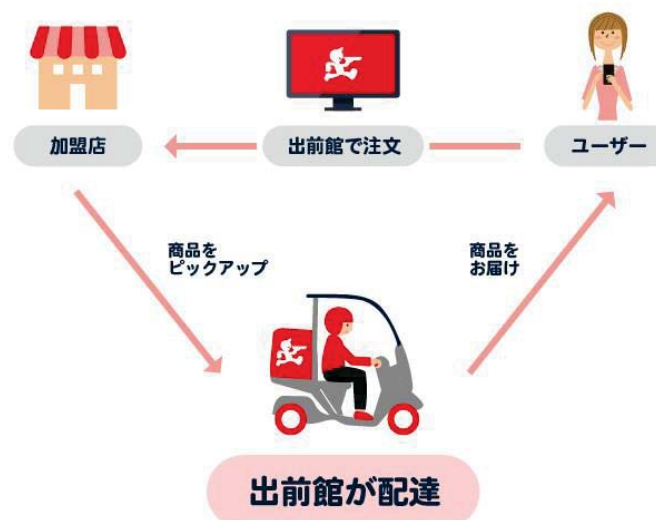 加盟店
出前館で注文
ユーザー
商品を
ピックアップ
商品を
お届け
出前館が配達